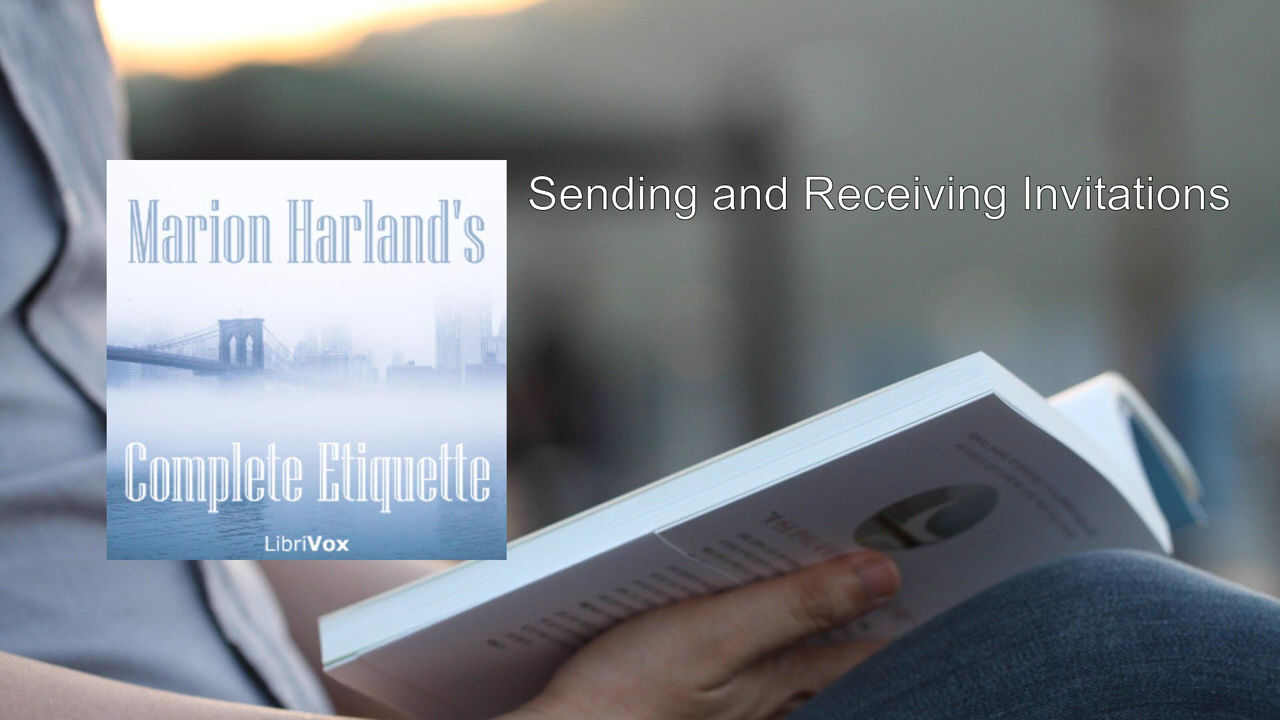 Marion Harland's
Complete Etiquette
LibriVox
Sending and Receiving Invitations